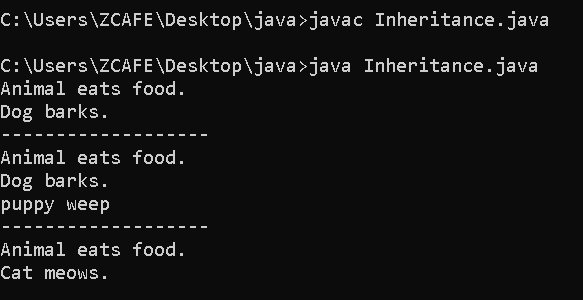 C:\Users\ZCAFE\Desktop\java>javac Inheritance.java
C:\Users\ZCAFE\Desktop\java>java Inheritance.java
Animal eats food.
Dog barks.
-------------------
Animal eats food.
Dog barks.
puppy weep
-------------------
Animal eats food.
Cat meows.